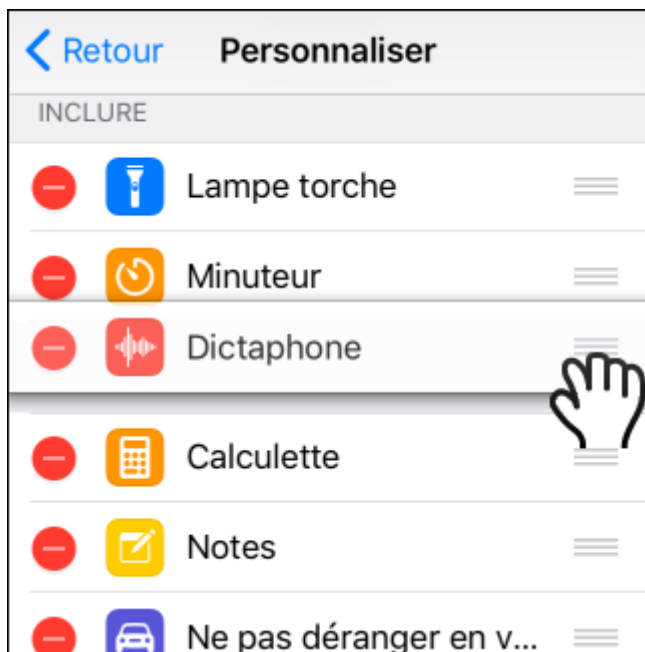 Retour Personnaliser
INCLURE
Lampe torche
Minuteur
Dictaphone
Calculette
Notes
Ne pas déranger en v...